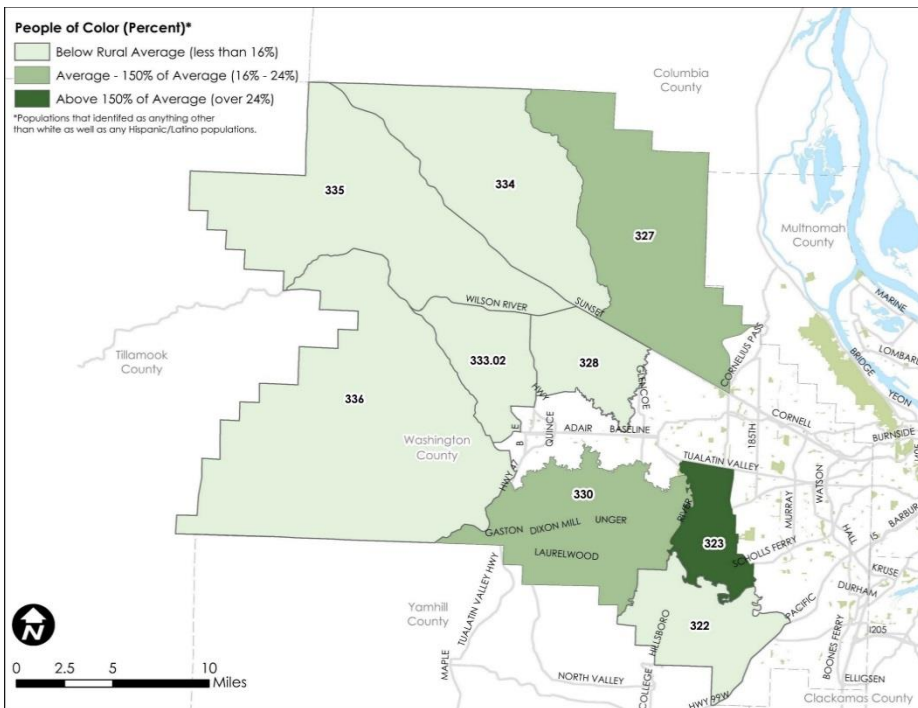 People of Color (Percent)*
Below Rural Average (less than 16%)
Average - 150% of Average (16% - 24%)
Above 150% of Average (over 24%)
*Populations that identifed as anything other
than white as well as any Hispanic/Latino populations.
Columbia
County
335
334
327
Multnomah
County
MARINE
WILSON RIVER
SUNSET
CORNELIUS PASS
LOMBARD
BRIDGE
YEON
Tillamook
County
333.02
328
GLENCOE
HWY
336
Washington
County
B
E
QUINCE
ADAIR
BASELINE
185TH
CORNELL
BURNSIDE
TUALATIN VALLEY
HWY 47
330
RIVER
MURRAY
WATSON
HALL
BARBUR
I5
GASTON
DIXON MILL
UNGER
323
SCHOLLS FERRY
LAURELWOOD
KRUSE
DURHAM
Yamhill
County
TUALATIN VALLEY HWY
HILLSBORO
322
PACIFIC
BOONES FERRY
I205
N
0 2.5 5 10
Miles
MAPLE
NORTH VALLEY
COLLEGE
HWY 99W
ELLIGSEN
Clackamas County